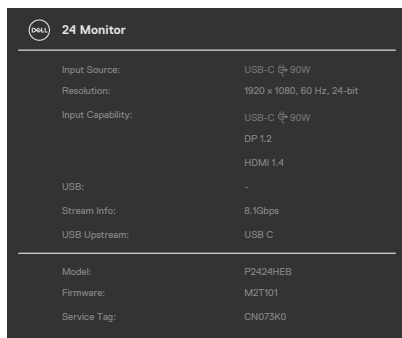 DELL 24 Monitor
Input Source: USB-C 90W
Resolution: 1920 x 1080, 60 Hz, 24-bit
Input Capability: USB-C 90W
DP 1.2
HDMI 1.4
USB: -
Stream Info: 8.1Gbps
USB Upstream: USB C
Model: P2424HEB
Firmware: M2T101
Service Tag: CN073K0